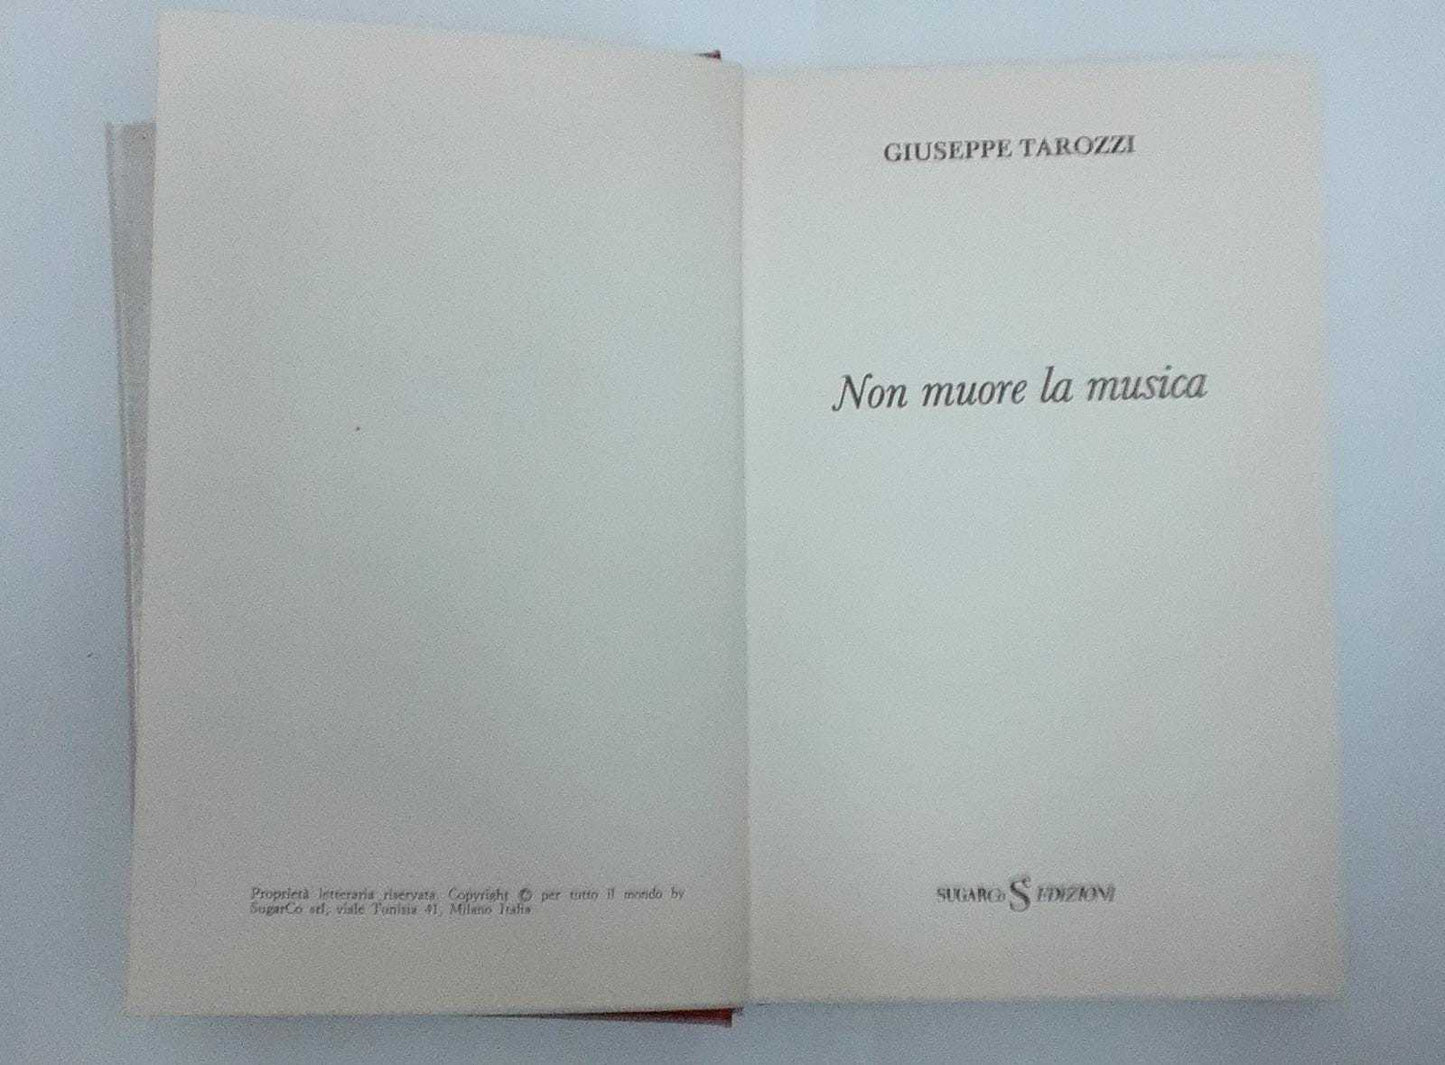 Proprietà letteraria riservata. Copyright © per tutto il mondo by
SugarCo srl, viale Tunisia 41, Milano Italia
GIUSEPPE TAROZZI
Non muore la musica
SUGARCo S EDIZIONI